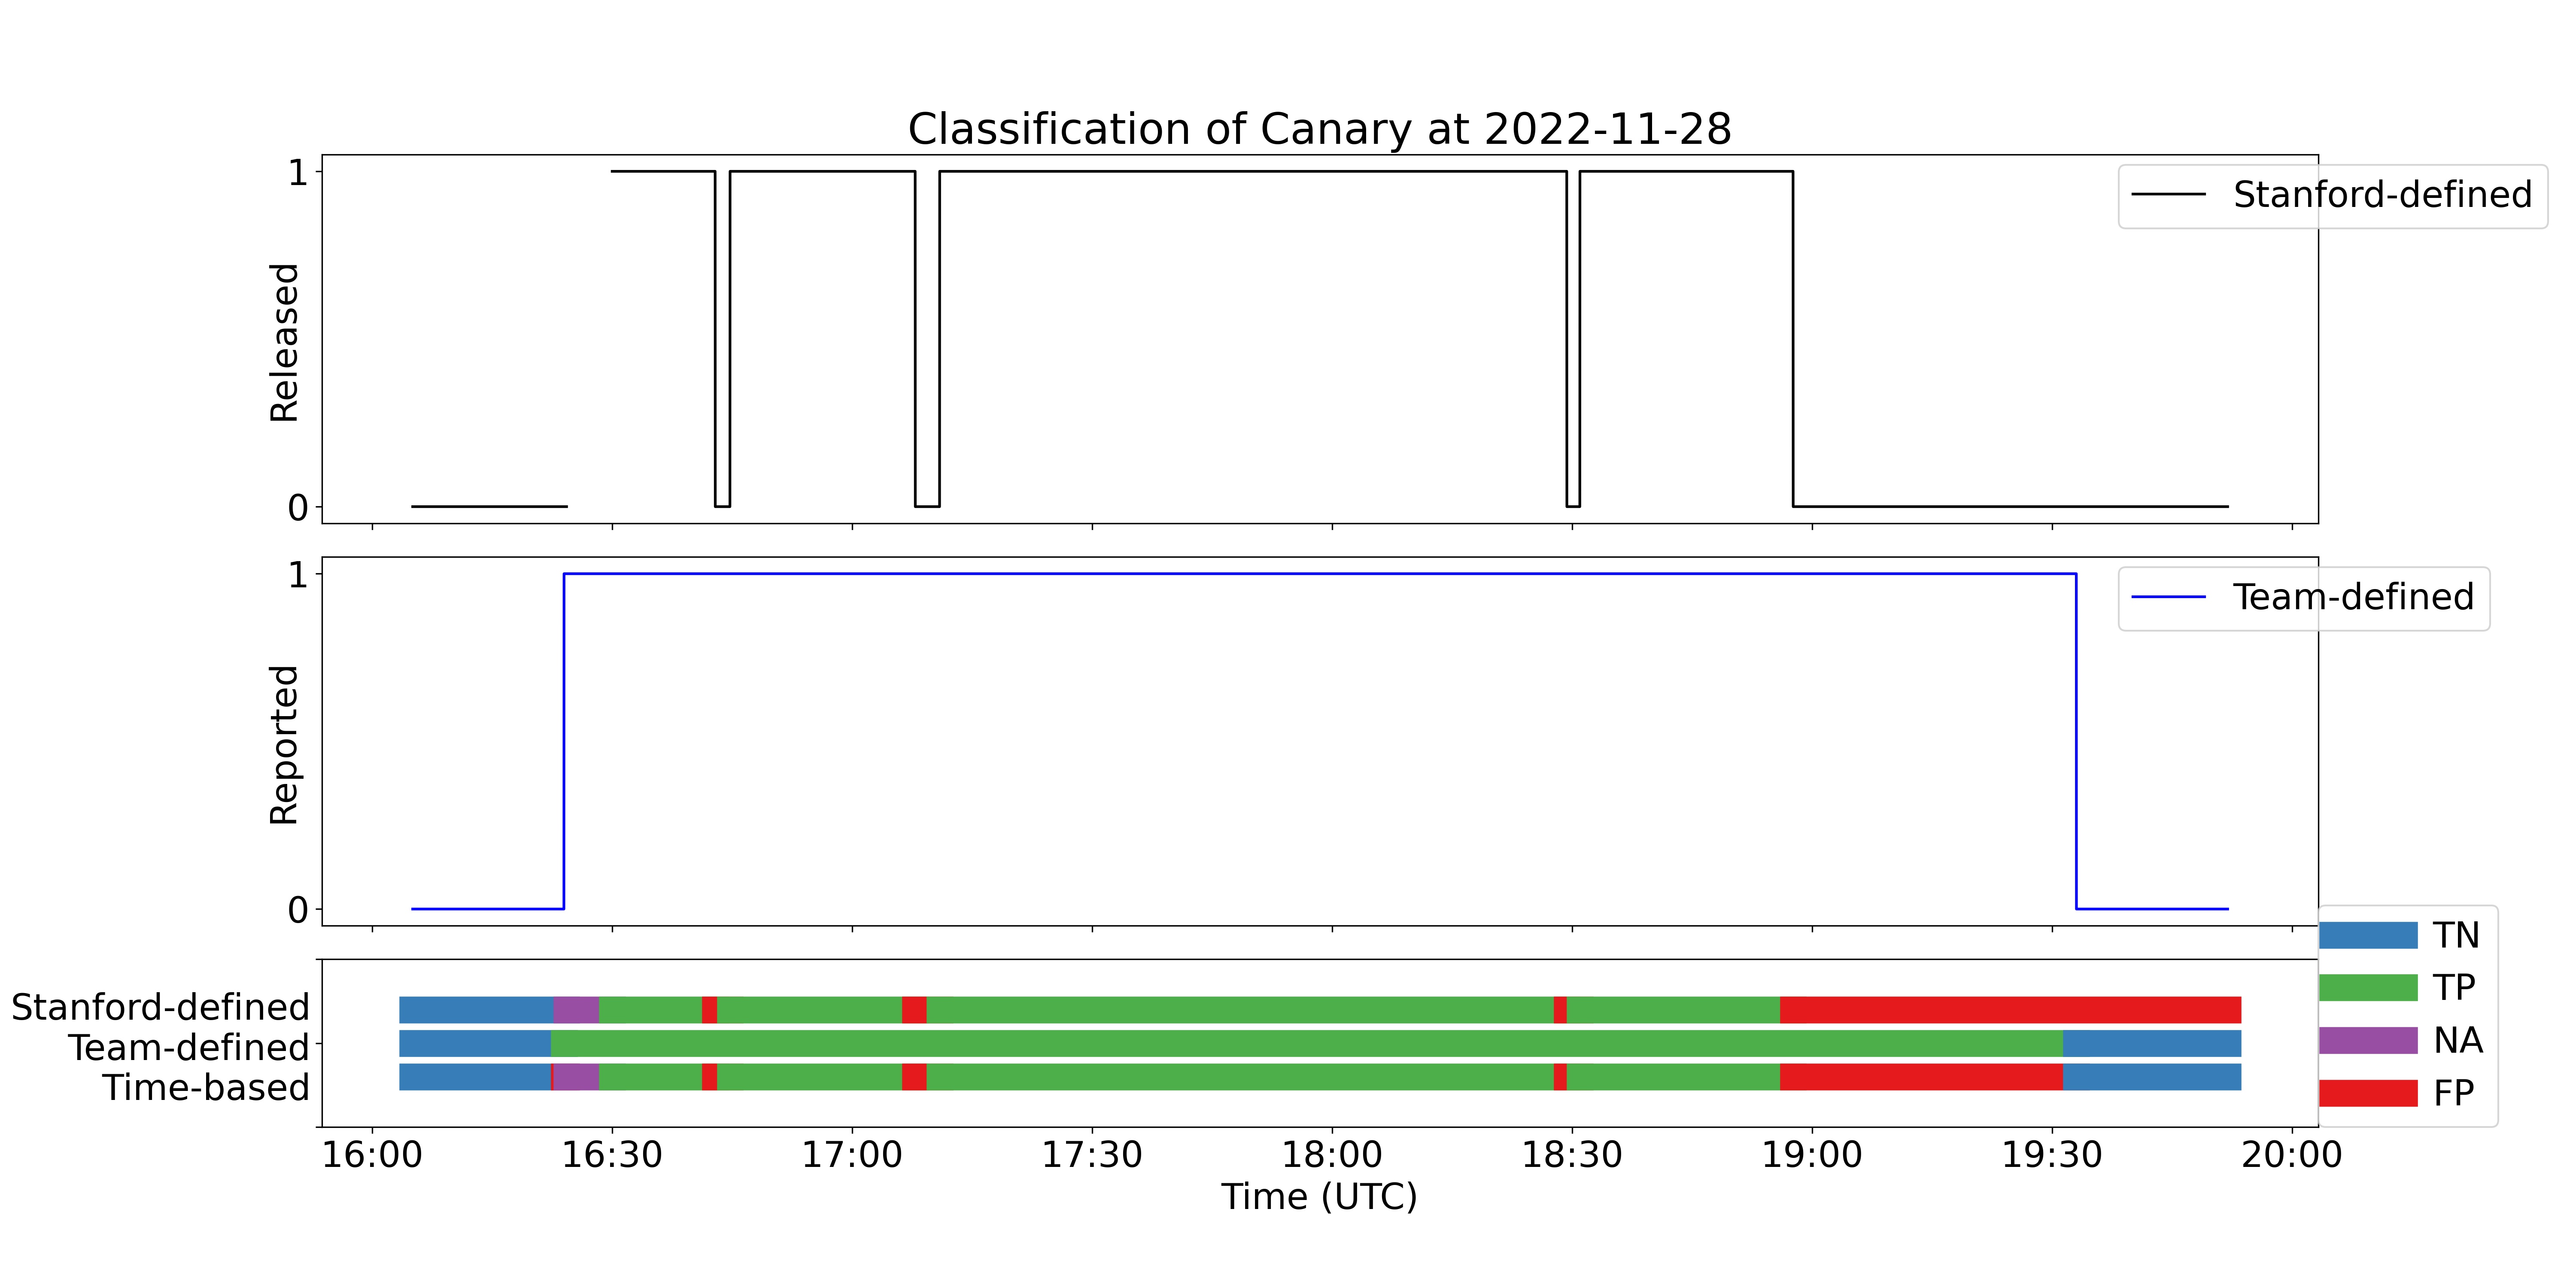 Classification of Canary at 2022-11-28
1
Released
0
Stanford-defined
1
Reported
0
Team-defined
TN
TP
NA
FP
Stanford-defined
Team-defined
Time-based
16:00 16:30 17:00 17:30 18:00 18:30 19:00 19:30 20:00
Time (UTC)